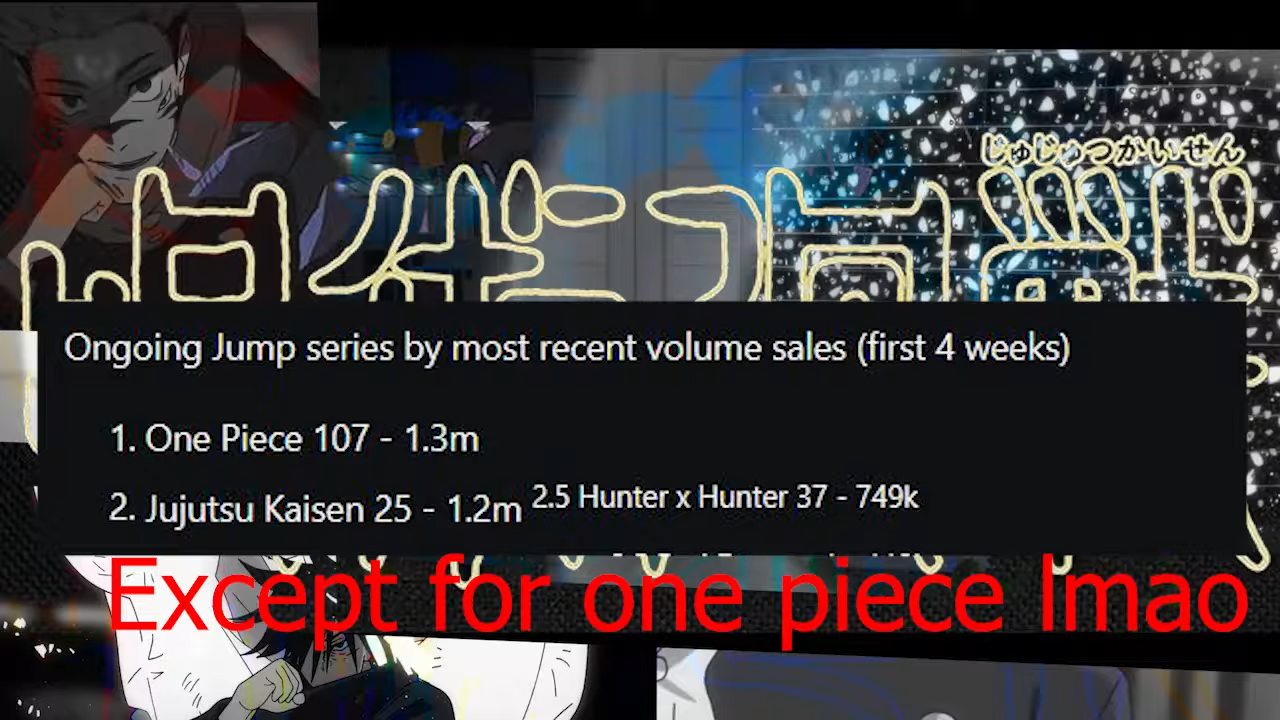 じゅじゅつかいせん
Ongoing Jump series by most recent volume sales (first 4 weeks)
1. One Piece 107 - 1.3m
2. Jujutsu Kaisen 25 - 1.2m 2.5 Hunter x Hunter 37 - 749k
Except for one piece lmao